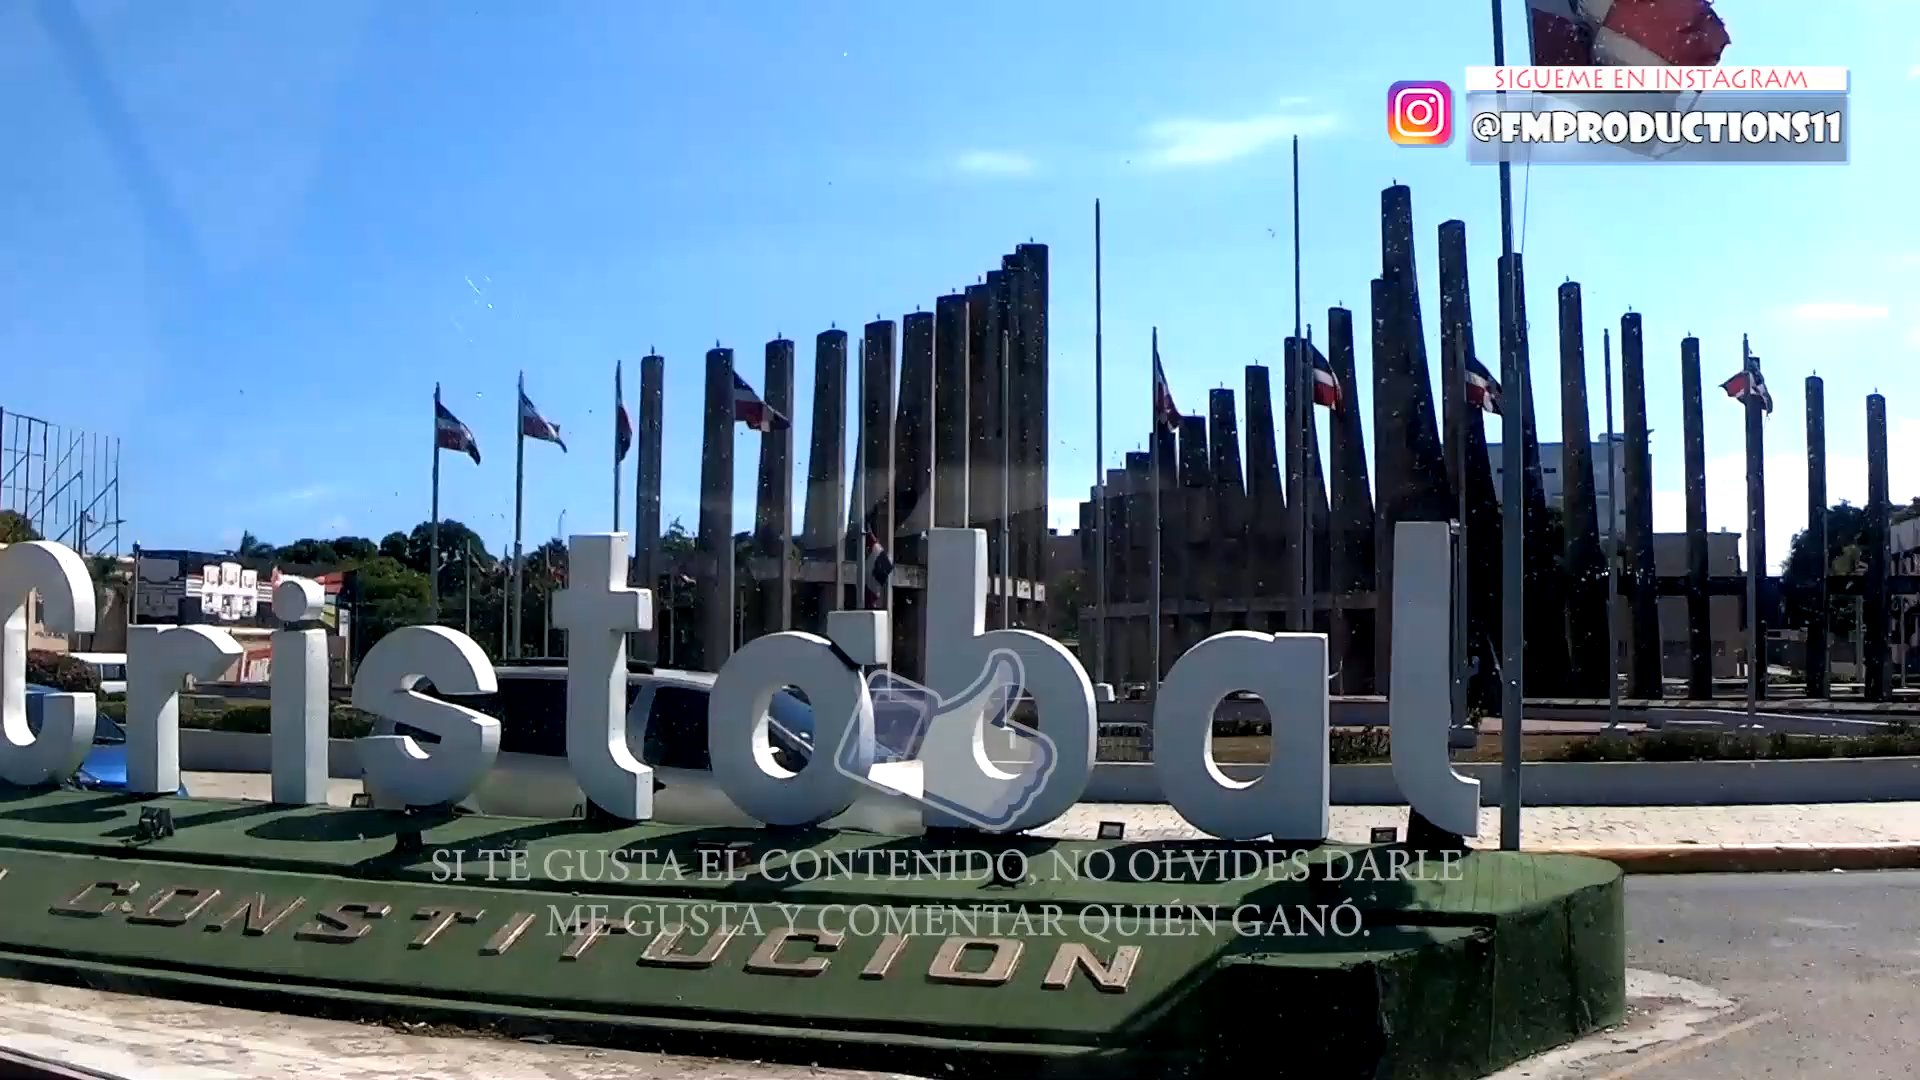 SIGUEME EN INSTAGRAM
@FMPRODUCTIONS11
Cristobal
SI TE GUSTA EL CONTENIDO, NO OLVIDES DARLE
ME GUSTA Y COMENTAR QUIÉN GANÓ.
CONSTITUCION